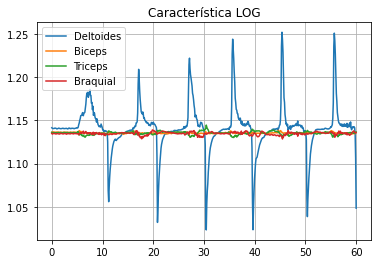 Característica LOG
Deltoides
Biceps
Triceps
Braquial
1.25
1.20
1.15
1.10
1.05
0 10 20 30 40 50 60